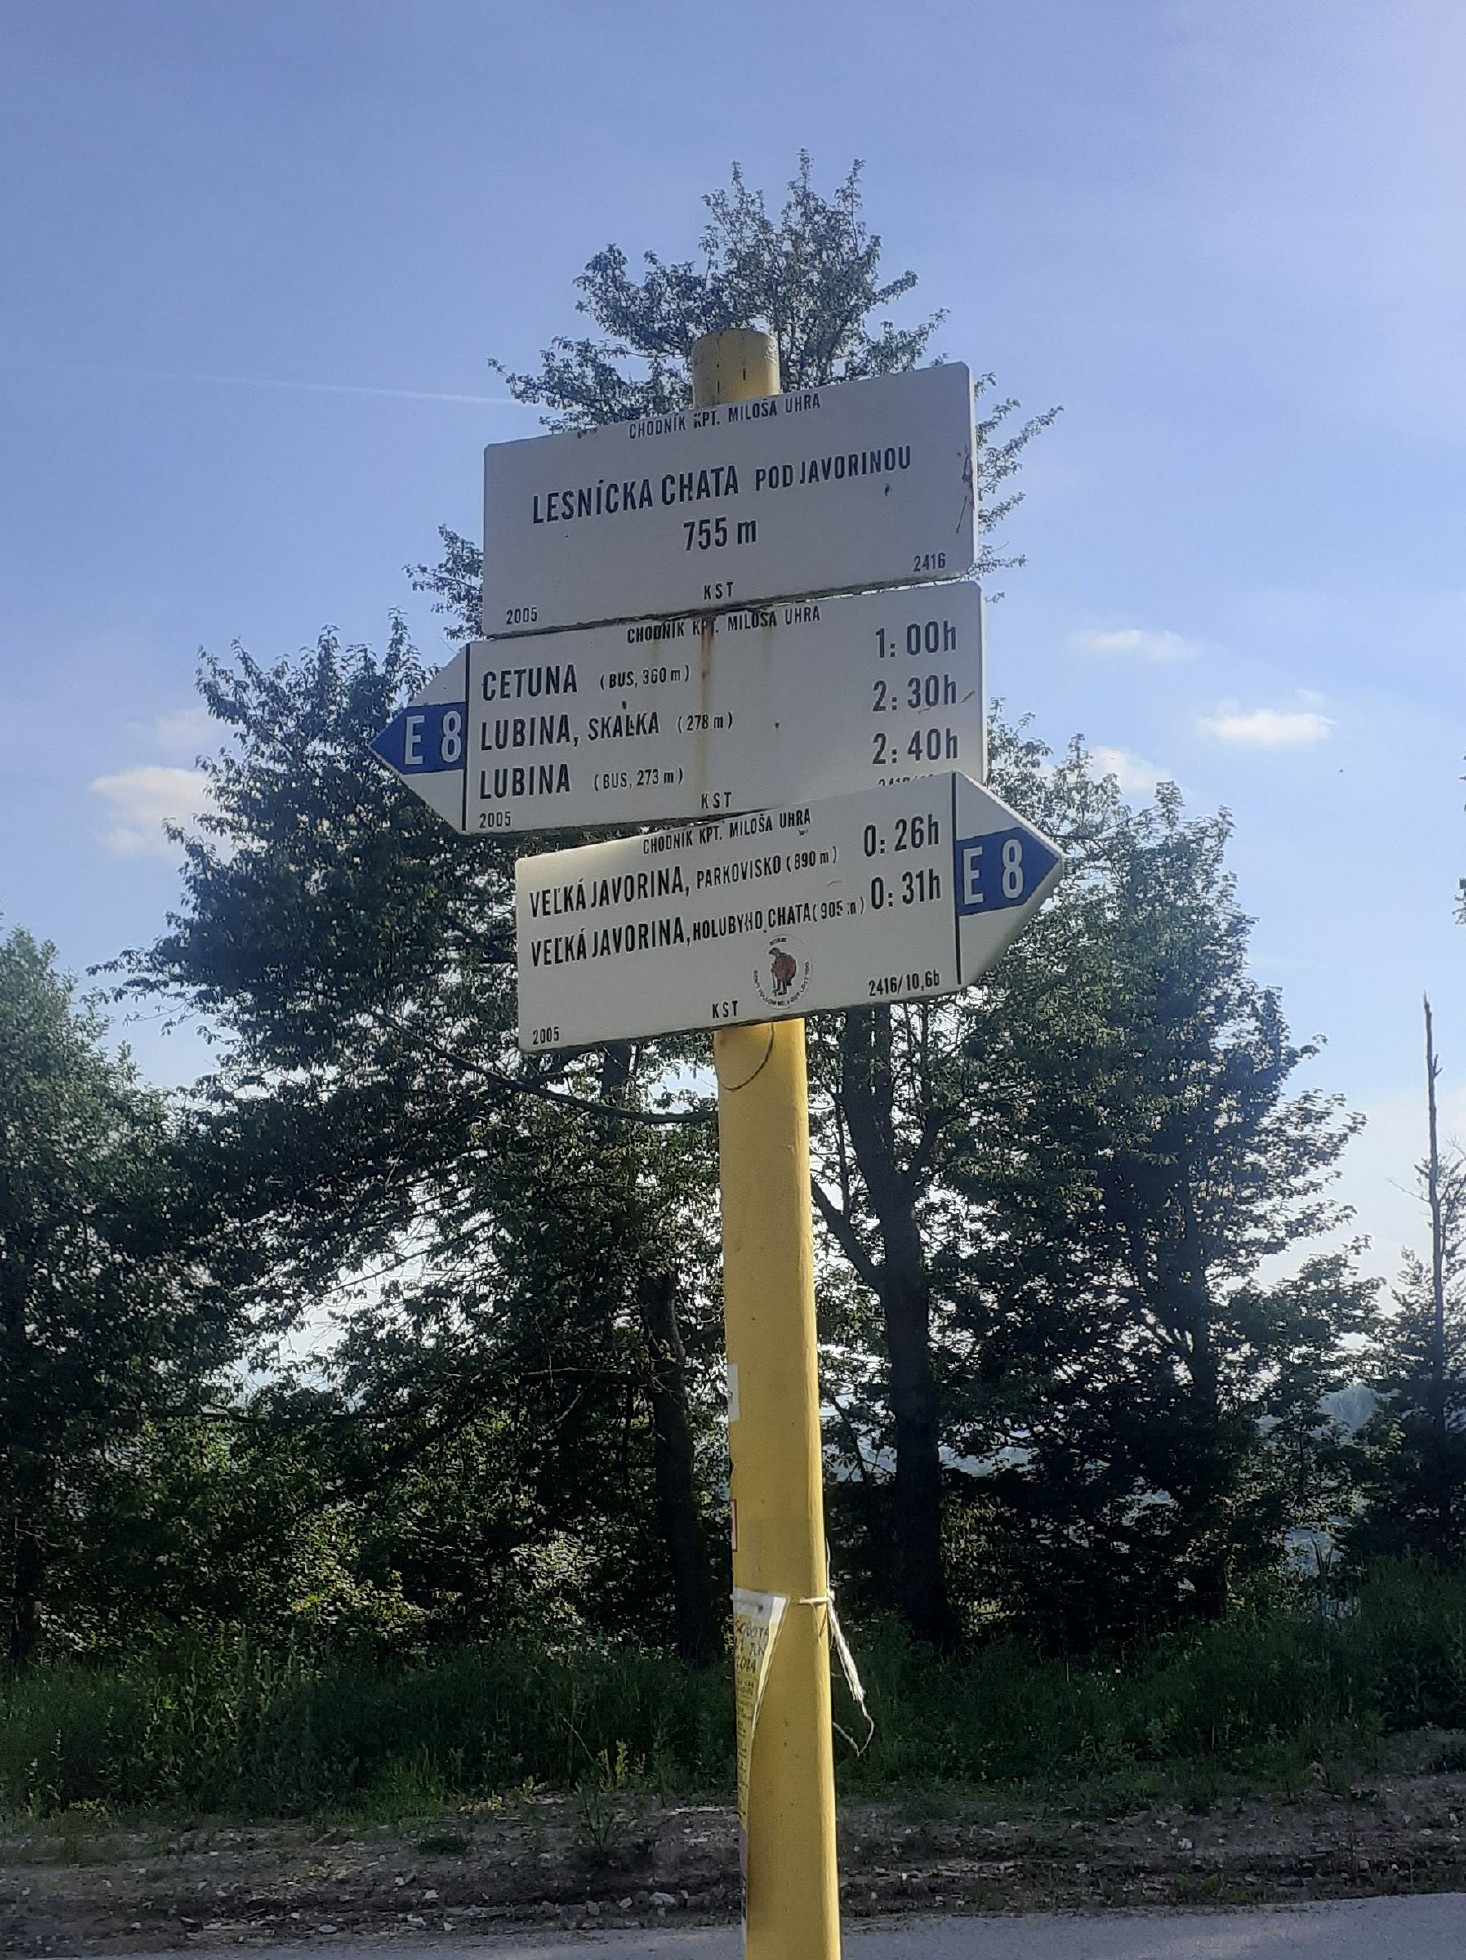 CHODNÍK KPT. MILOŠA UHRA
LESNÍCKA CHATA POD JAVORINOU
755 m
2005 KST 2416
CHODNÍK KPT. MILOŠA UHRA
E 8
CETUNA (BUS, 360 m) 1: 00h
LUBINA, SKALKA (278 m) 2: 30h
LUBINA (BUS, 273 m) 2: 40h
2005 KST
CHODNÍK KPT. MILOŠA UHRA
VEĽKÁ JAVORINA, PARKOVISKO (890 m) 0: 26h
VEĽKÁ JAVORINA, HOLUBYHO CHATA (905 m) 0: 31h
E 8
2005 KST 2416/10,6b
SOBOTA